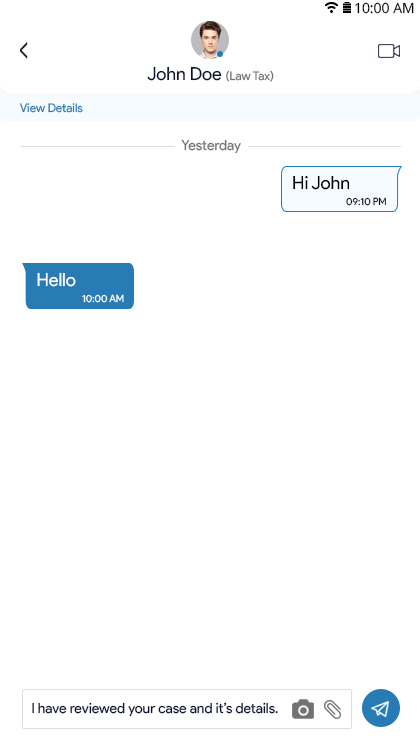 10:00 AM
John Doe (Law Tax)
View Details
Yesterday
Hi John
09:10 PM
Hello
10:00 AM
I have reviewed your case and it's details.